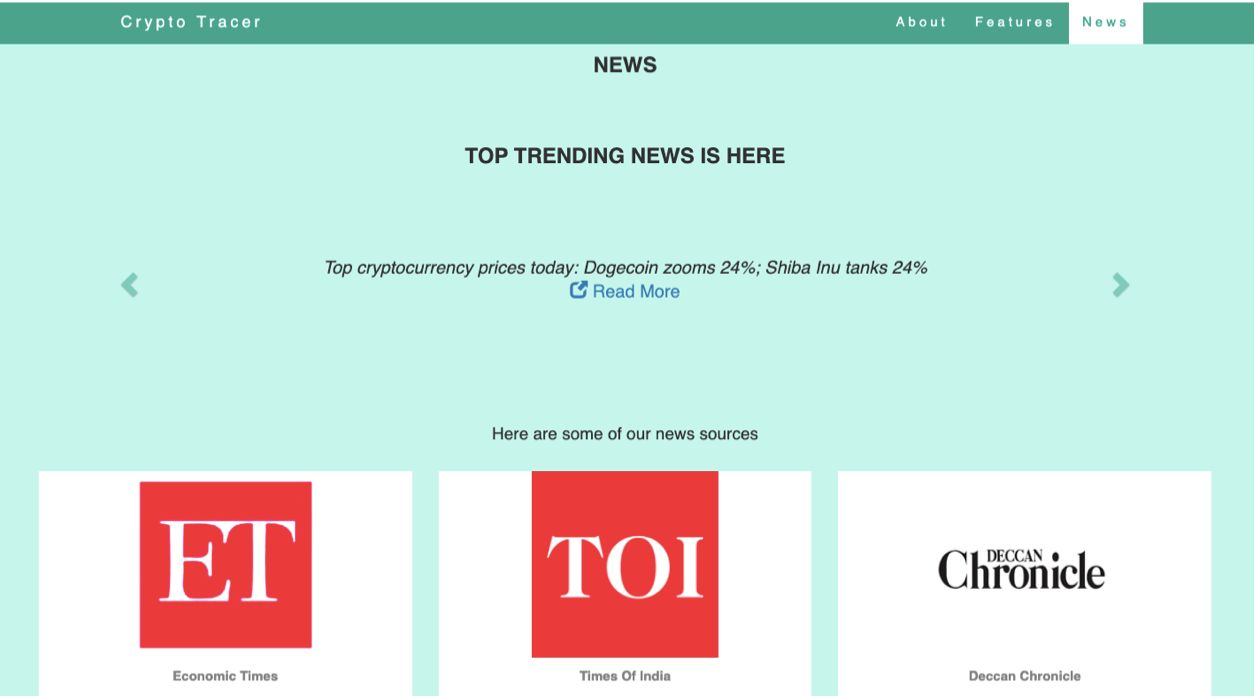 Crypto Tracer About Features News
NEWS
TOP TRENDING NEWS IS HERE
Top cryptocurrency prices today: Dogecoin zooms 24%; Shiba Inu tanks 24%
Read More
Here are some of our news sources
ET
TOI
DECCAN
Chronicle
Economic Times
Times Of India
Deccan Chronicle